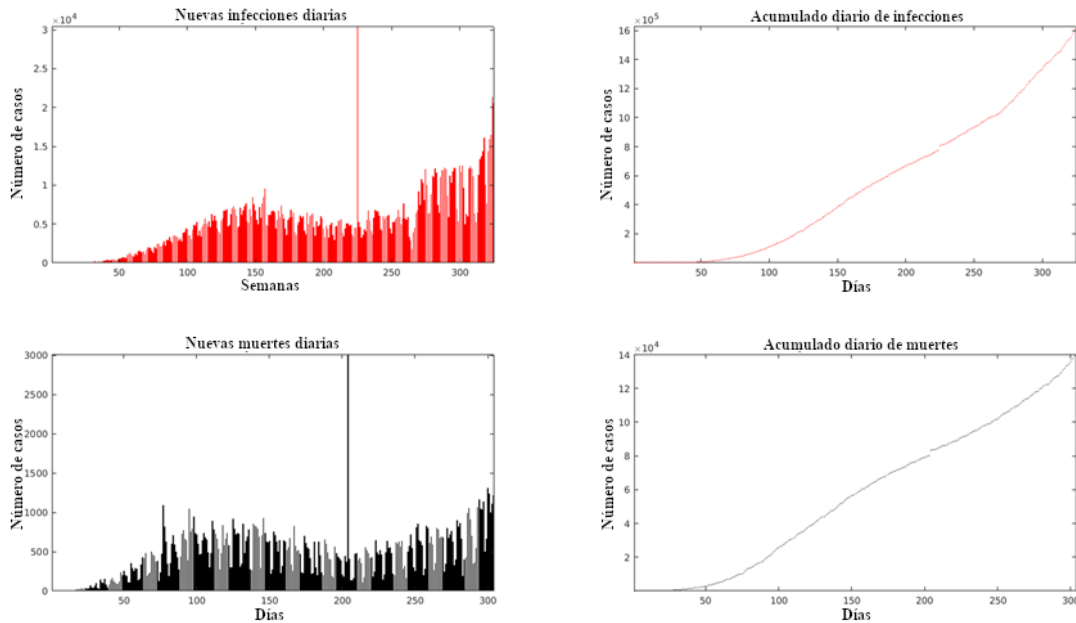 Nuevas infecciones diarias
×10⁴
3
2.5
2
1.5
1
0.5
0
Número de casos
50 100 150 200 250 300
Semanas
Acumulado diario de infecciones
×10⁵
16
14
12
10
8
6
4
2
Número de casos
50 100 150 200 250 300
Días
Nuevas muertes diarias
3000
2500
2000
1500
1000
500
0
Número de casos
50 100 150 200 250 300
Días
Acumulado diario de muertes
×10⁴
14
12
10
8
6
4
2
Número de casos
50 100 150 200 250 300
Días